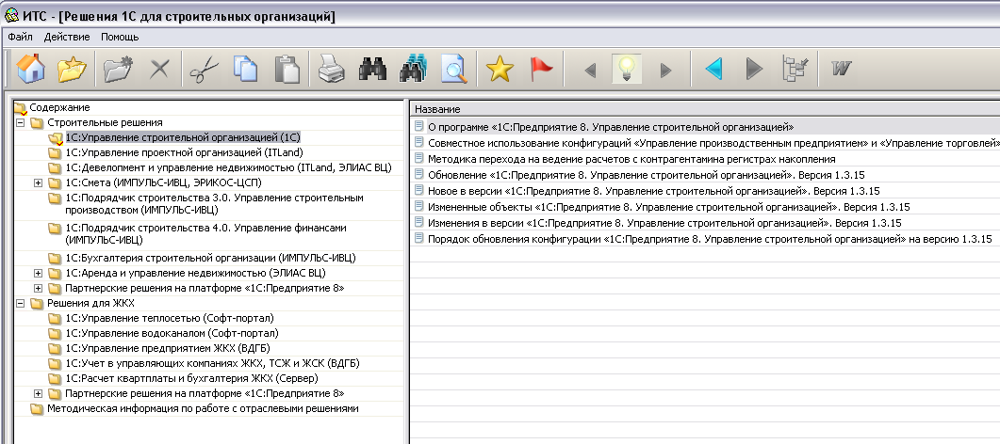 ИТС - [Решения 1С для строительных организаций]
Файл Действие Помощь
W
Содержание
Строительные решения
1С:Управление строительной организацией (1С)
1С:Управление проектной организацией (ITLand)
1С:Девелопмент и управление недвижимостью (ITLand, ЭЛИАС ВЦ)
1С:Смета (ИМПУЛЬС-ИВЦ, ЭРИКОС-ЦСП)
1С:Подрядчик строительства 3.0. Управление строительным
производством (ИМПУЛЬС-ИВЦ)
1С:Подрядчик строительства 4.0. Управление финансами
(ИМПУЛЬС-ИВЦ)
1С:Бухгалтерия строительной организации (ИМПУЛЬС-ИВЦ)
1С:Аренда и управление недвижимостью (ЭЛИАС ВЦ)
Партнерские решения на платформе «1С:Предприятие 8»
Решения для ЖКХ
1С:Управление теплосетью (Софт-портал)
1С:Управление водоканалом (Софт-портал)
1С:Управление предприятием ЖКХ (ВДГБ)
1С:Учет в управляющих компаниях ЖКХ, ТСЖ и ЖСК (ВДГБ)
1С:Расчет квартплаты и бухгалтерия ЖКХ (Сервер)
Партнерские решения на платформе «1С:Предприятие 8»
Методическая информация по работе с отраслевыми решениями
Название
О программе «1С:Предприятие 8. Управление строительной организацией»
Совместное использование конфигураций «Управление производственным предприятием» и «Управление торговлей»
Методика перехода на ведение расчетов с контрагентамина регистрах накопления
Обновление «1С:Предприятие 8. Управление строительной организацией». Версия 1.3.15
Новое в версии «1С:Предприятие 8. Управление строительной организацией». Версия 1.3.15
Измененные объекты «1С:Предприятие 8. Управление строительной организацией». Версия 1.3.15
Изменения в версии «1С:Предприятие 8. Управление строительной организацией». Версия 1.3.15
Порядок обновления конфигурации «1С:Предприятие 8. Управление строительной организацией» на версию 1.3.15